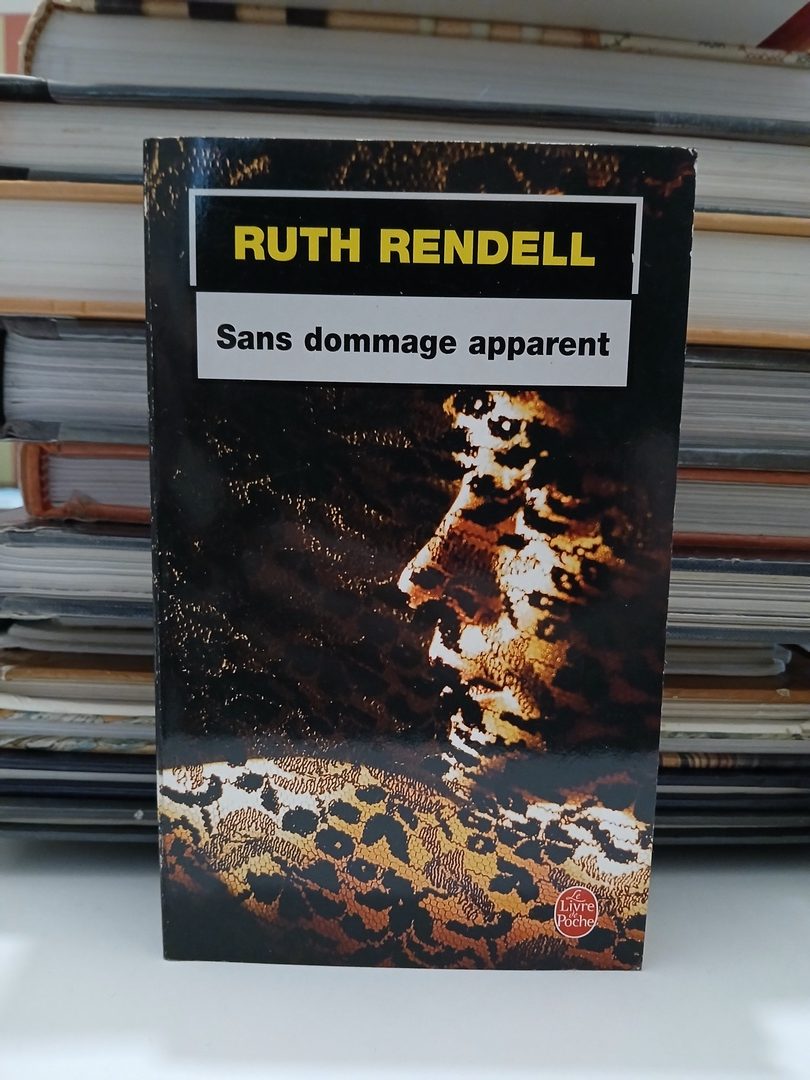 RUTH RENDELL
Sans dommage apparent
Le
Livre
de
Poche